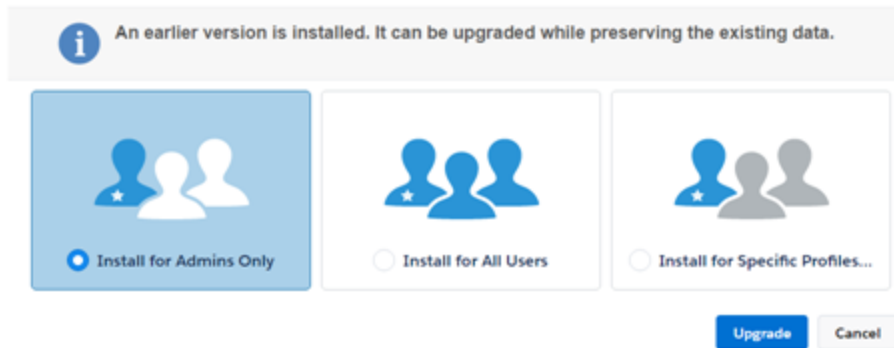 An earlier version is installed. It can be upgraded while preserving the existing data.
Install for Admins Only
Install for All Users
Install for Specific Profiles...
Upgrade
Cancel